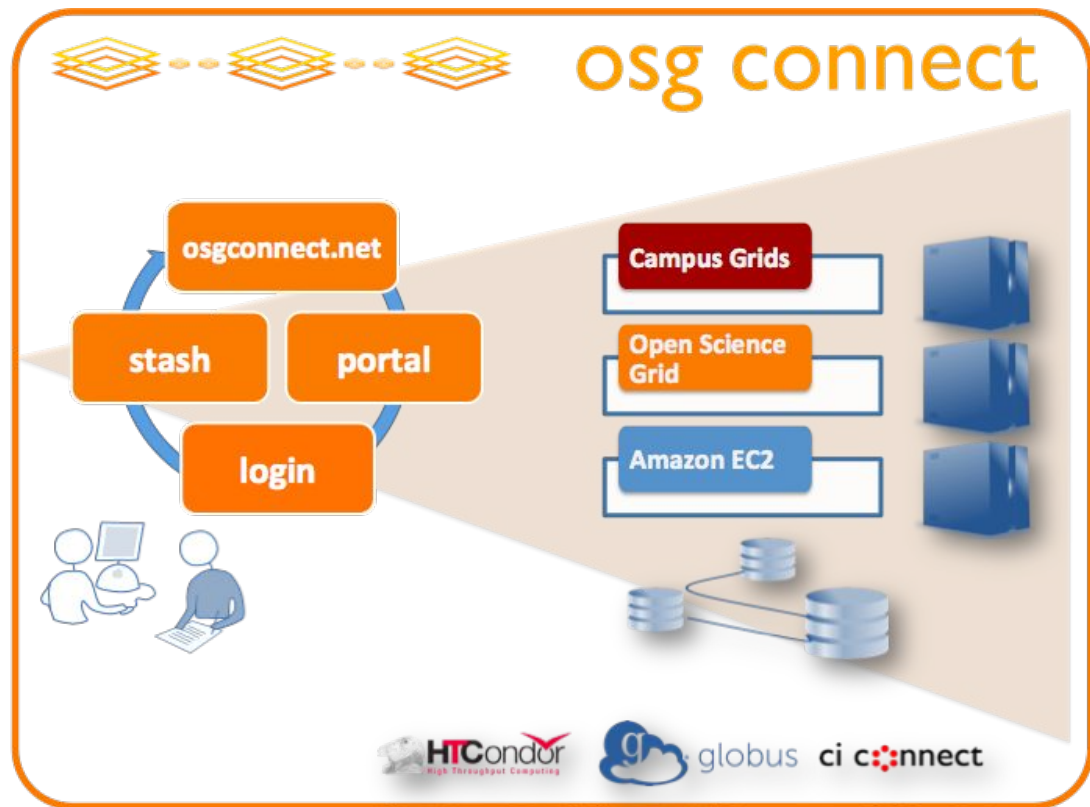 osg connect
osgconnect.net
stash
portal
login
Campus Grids
Open Science
Grid
Amazon EC2
HTCondor
High Throughput Computing
g globus
ci connect